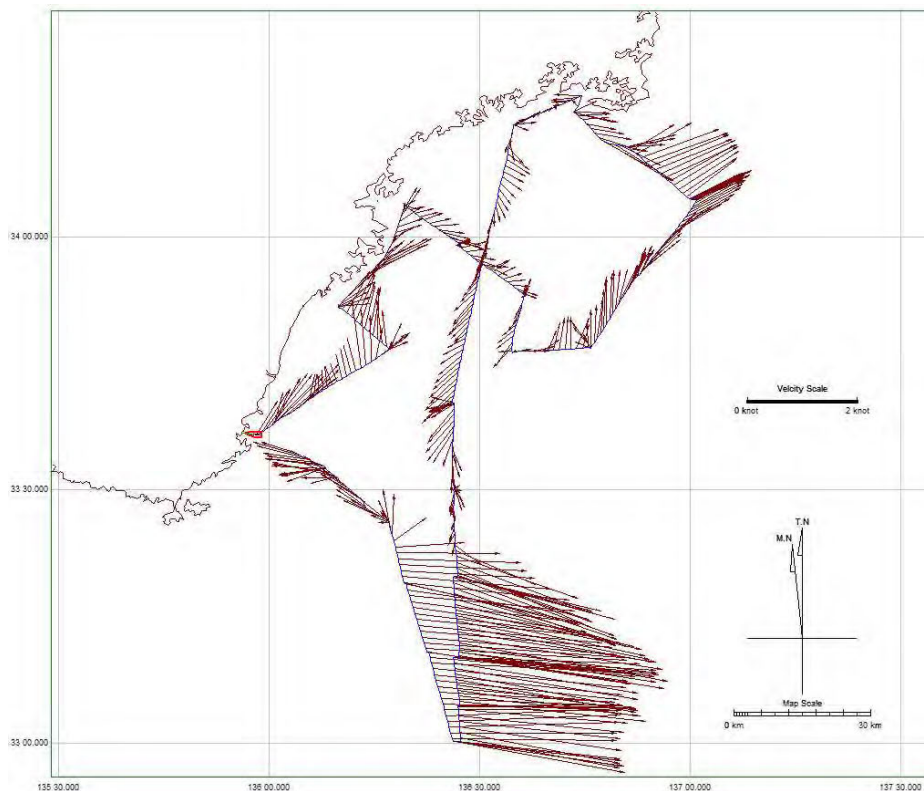 34 00.000
Velcity Scale
0 knot 2 knot
33 30.000
T.N
M.N
Map Scale
0 km 30 km
33 00.000
135 30.000 136 00.000 136 30.000 137 00.000 137 30.000